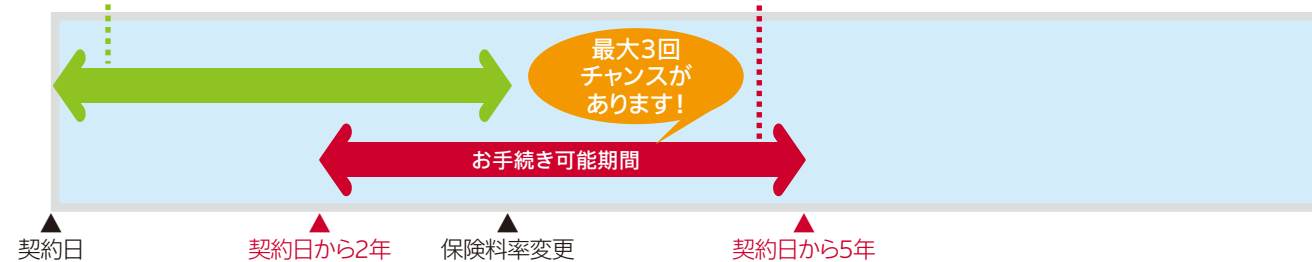 最大3回
チャンスが
あります!
お手続き可能期間
契約日
契約日から2年
保険料率変更
契約日から5年